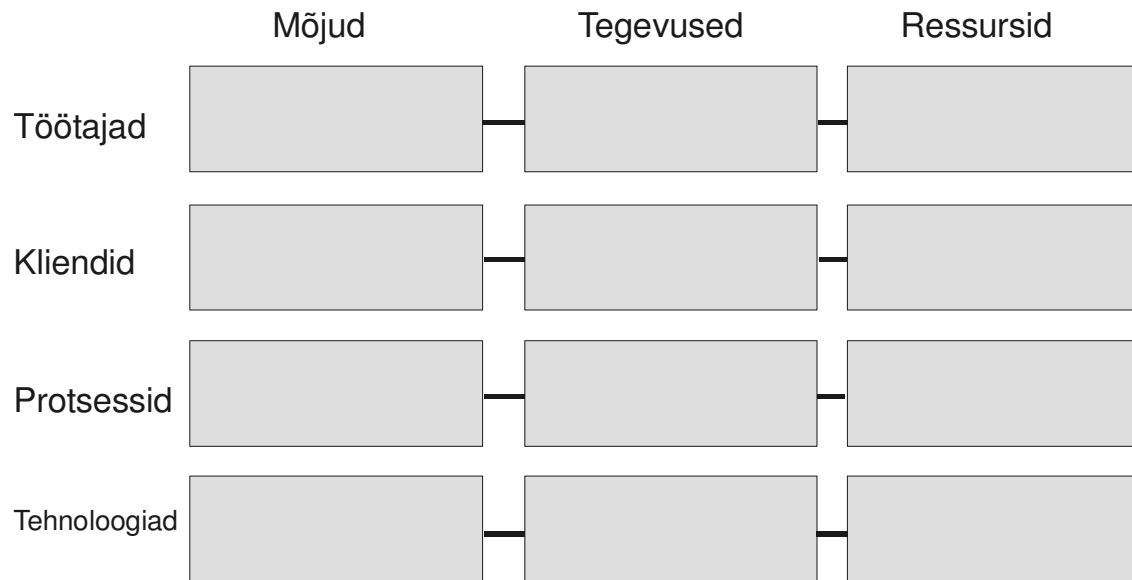 Mõjud Tegevused Ressursid
Töötajad
Kliendid
Protsessid
Tehnoloogiad